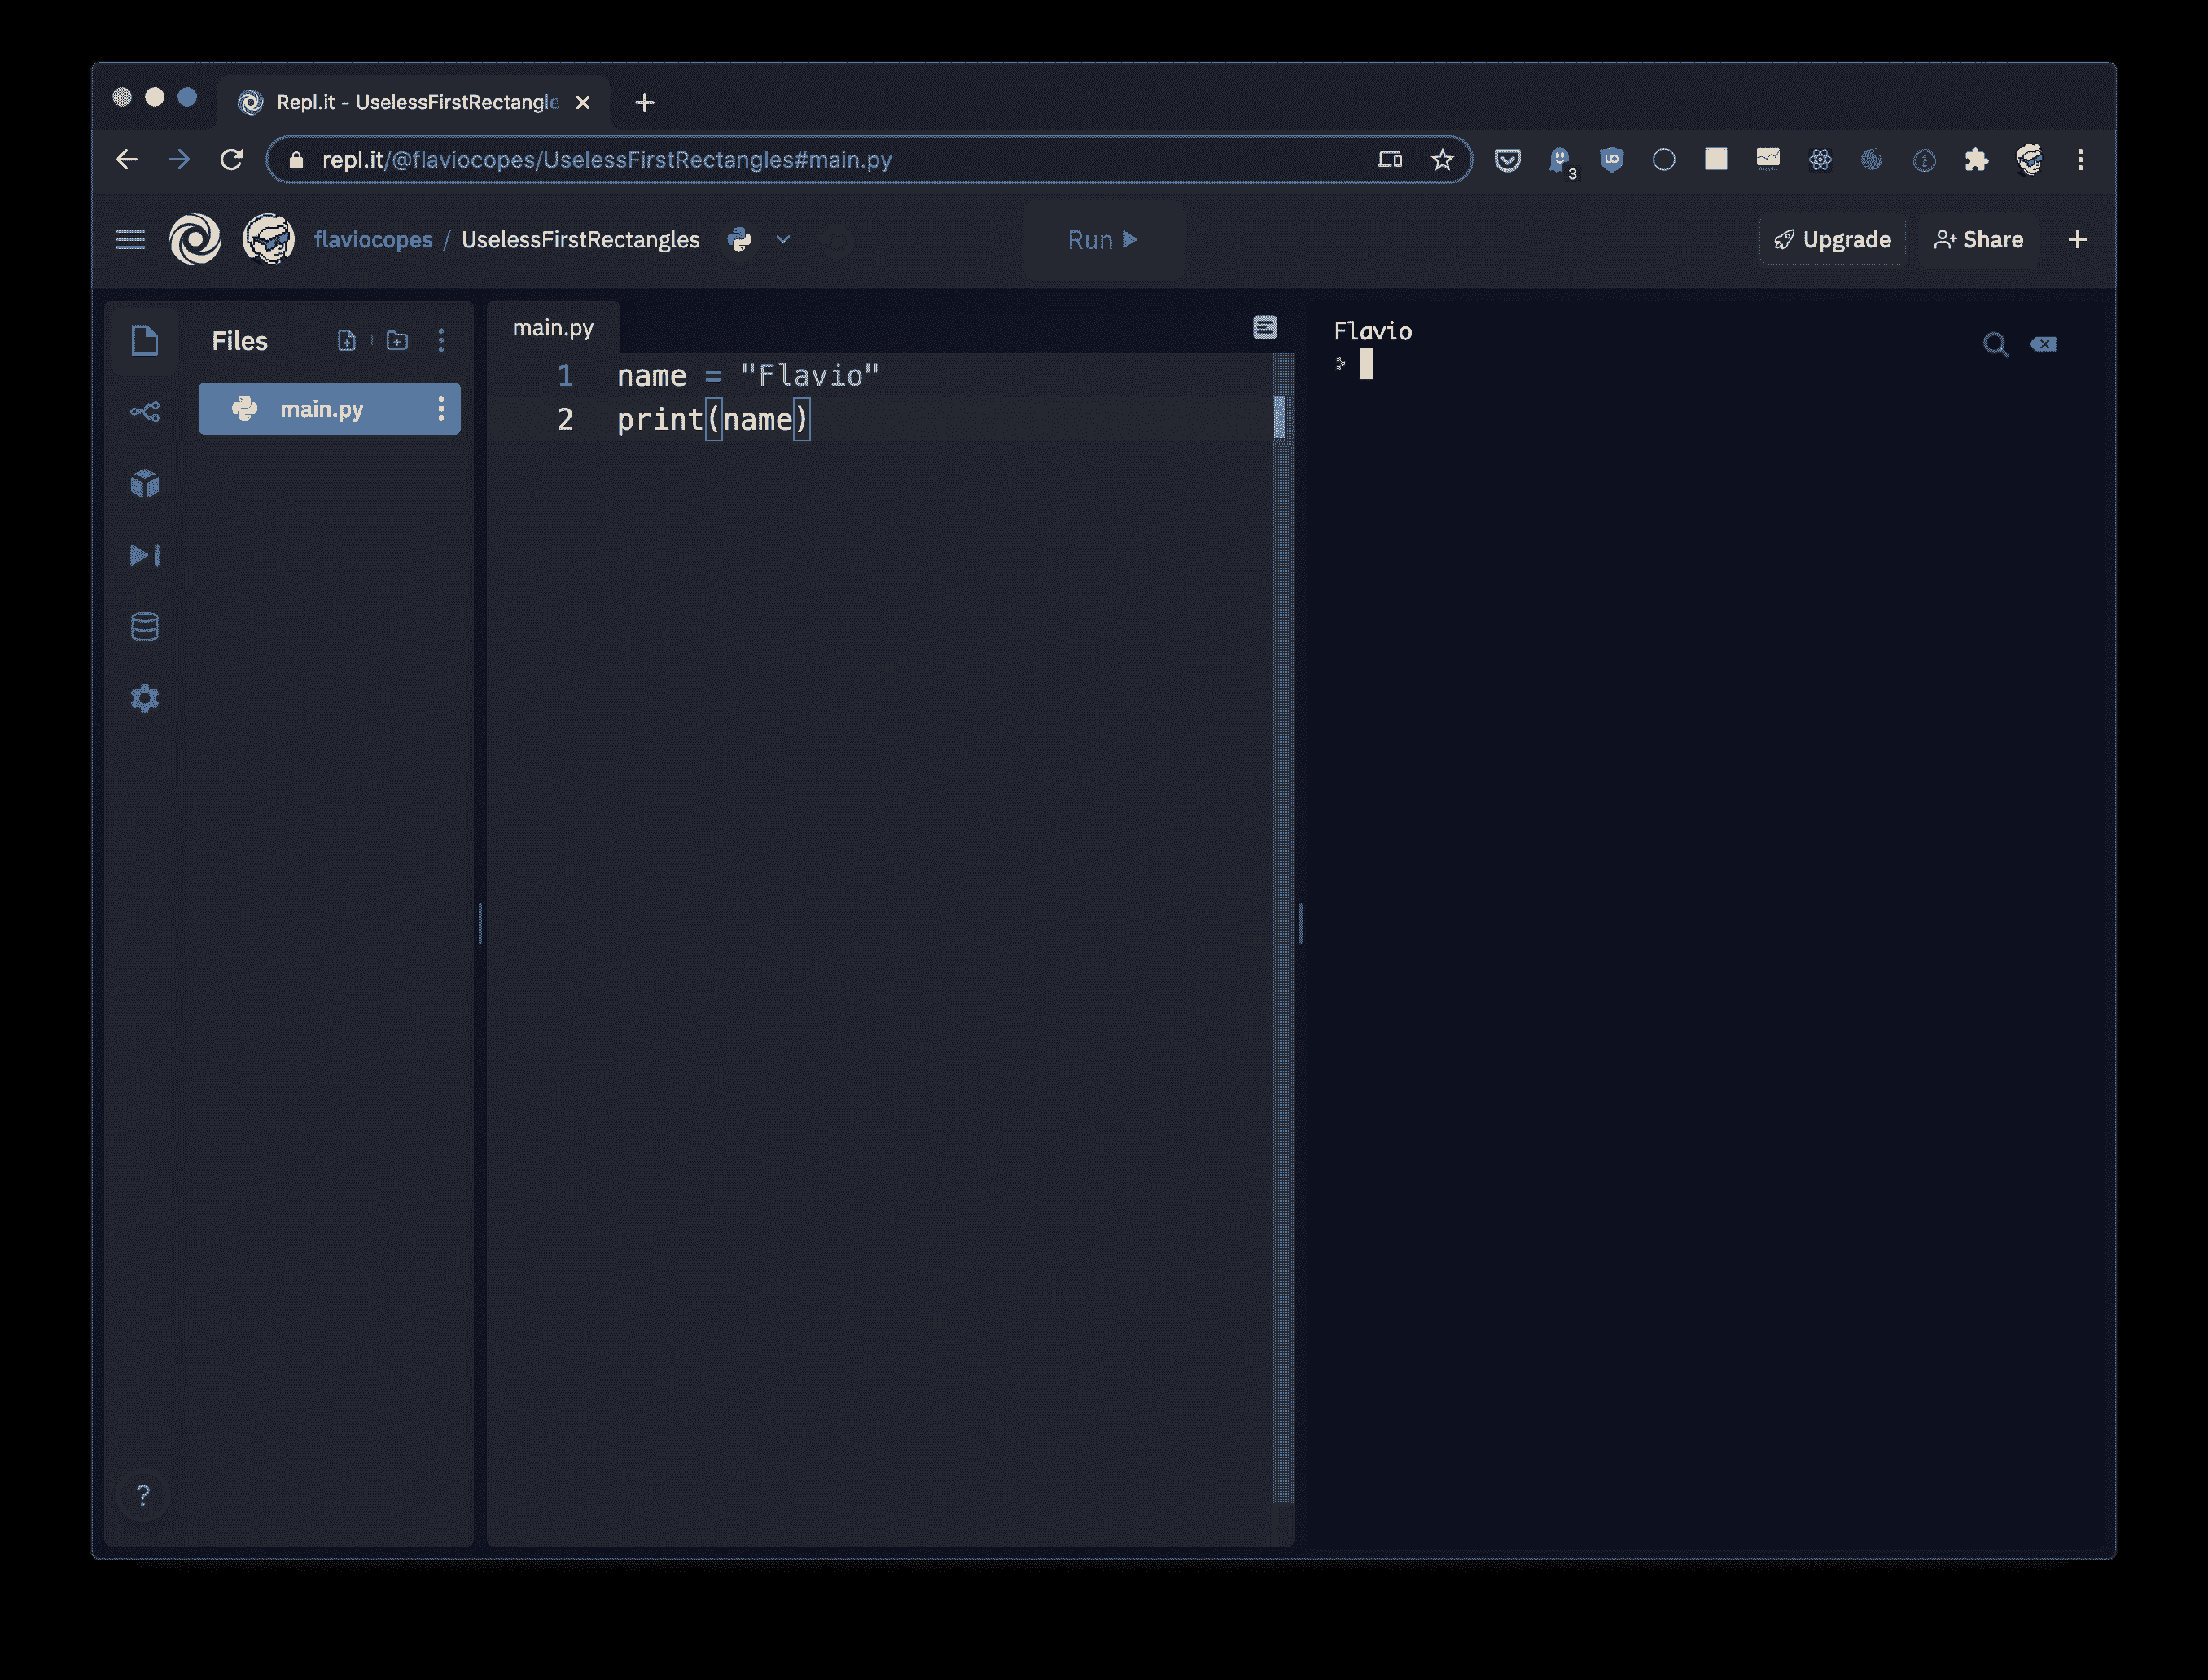 Repl.it - UselessFirstRectangle
repl.it/@flaviocopes/UselessFirstRectangles#main.py
3
flaviocopes / UselessFirstRectangles
Run
Upgrade
Share
Files
main.py
main.py
1 name = "Flavio"
2 print(name)
Flavio
?